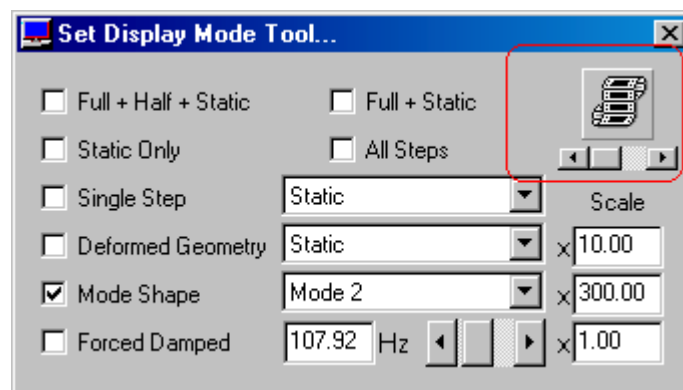 Set Display Mode Tool...
Full + Half + Static Full + Static
Static Only All Steps
Single Step Static Scale
Deformed Geometry Static x 10.00
Mode Shape Mode 2 x 300.00
Forced Damped 107.92 Hz x 1.00